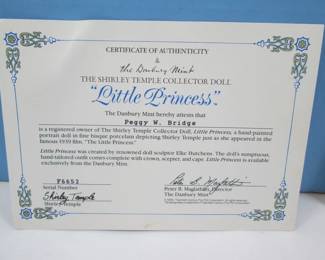 CERTIFICATE OF AUTHENTICITY
&
the Danbury Mint
THE SHIRLEY TEMPLE COLLECTOR DOLL
"Little Princess"
The Danbury Mint hereby attests that
Peggy W. Bridge
is a registered owner of The Shirley Temple Collector Doll, Little Princess, a hand-painted
portrait doll in fine bisque porcelain depicting Shirley Temple just as she appeared in the
famous 1939 film, "The Little Princess".
Little Princess was created by renowned doll sculptor Elke Hutchens. The doll's sumptuous,
hand-tailored outfit comes complete with crown, scepter, and cape. Little Princess is available
exclusively from the Danbury Mint.
F6652
Serial Number
Peter B. Maglathlin, Director
The Danbury Mint
Shirley Temple
Shirley Temple